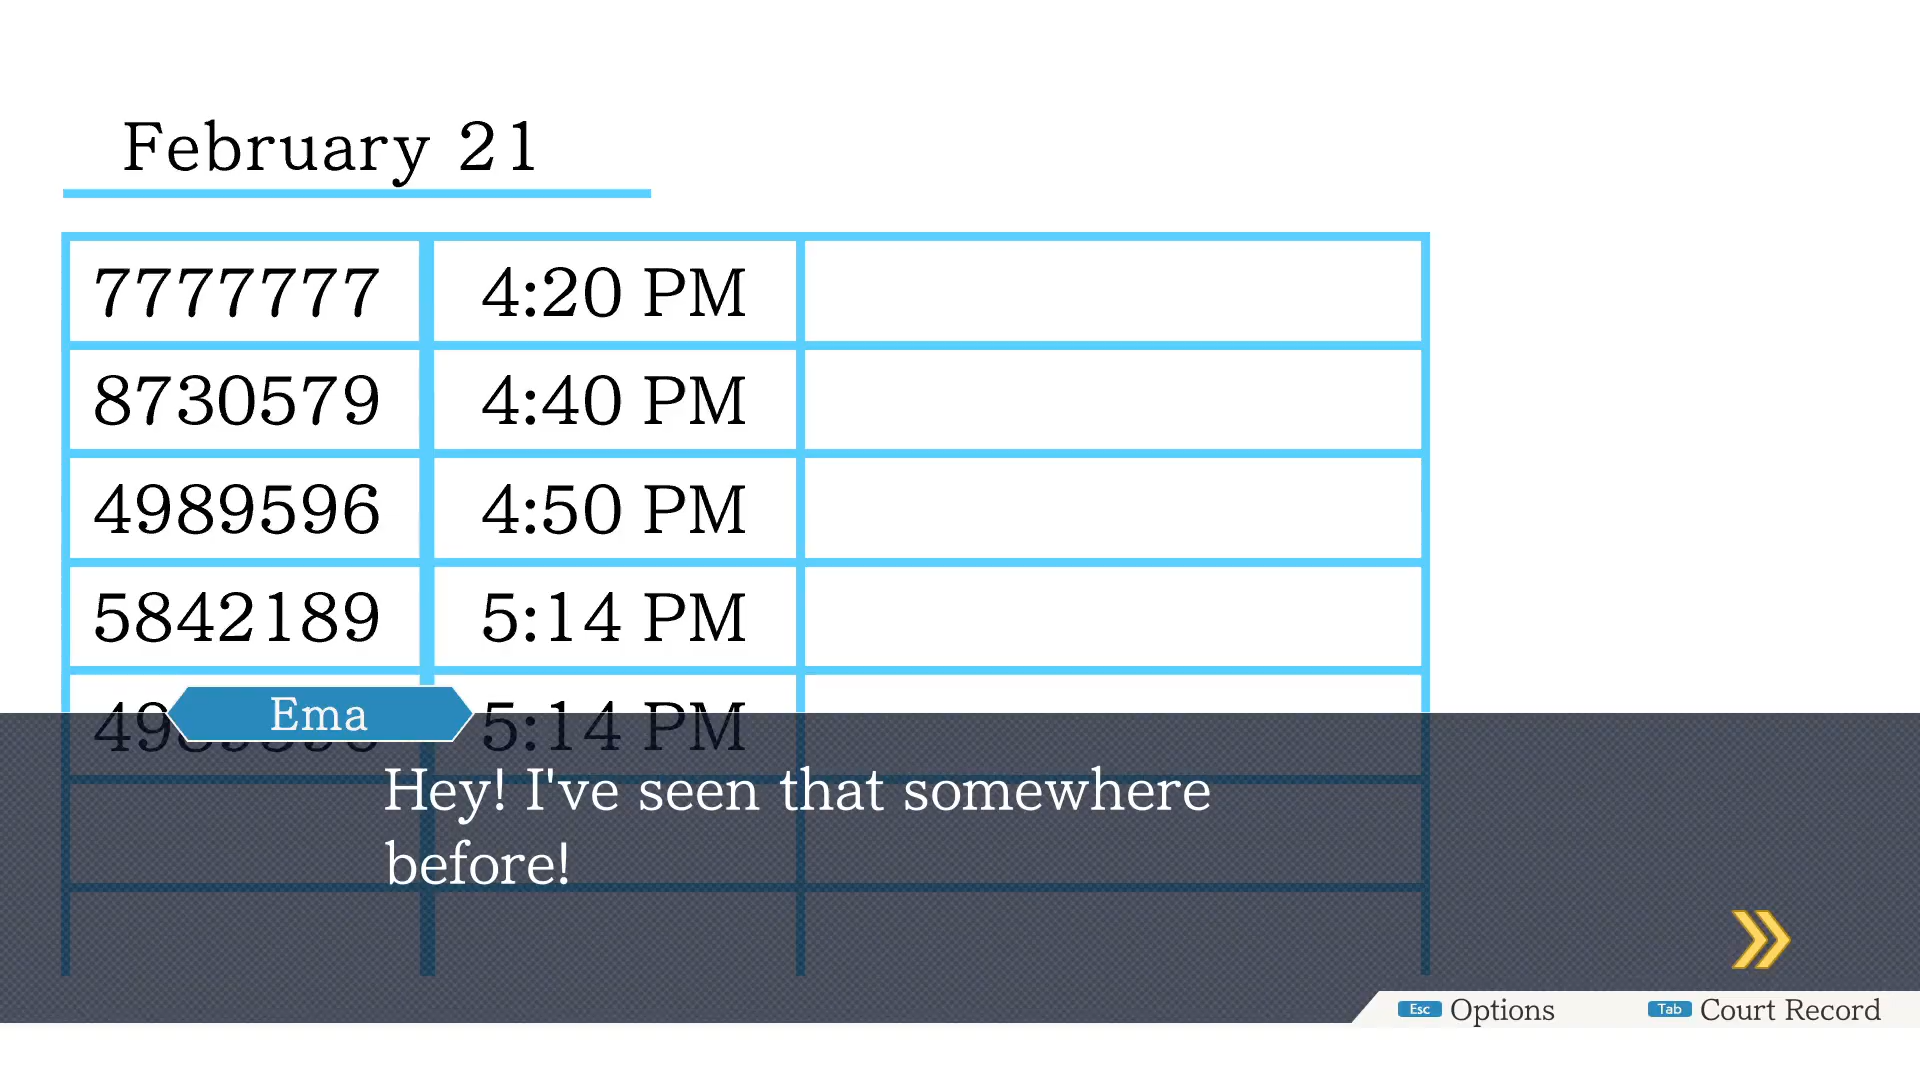 February 21
7777777 4:20 PM
8730579 4:40 PM
4989596 4:50 PM
5842189 5:14 PM
4989596 5:14 PM
Ema
Hey! I've seen that somewhere
before!
Esc Options Tab Court Record